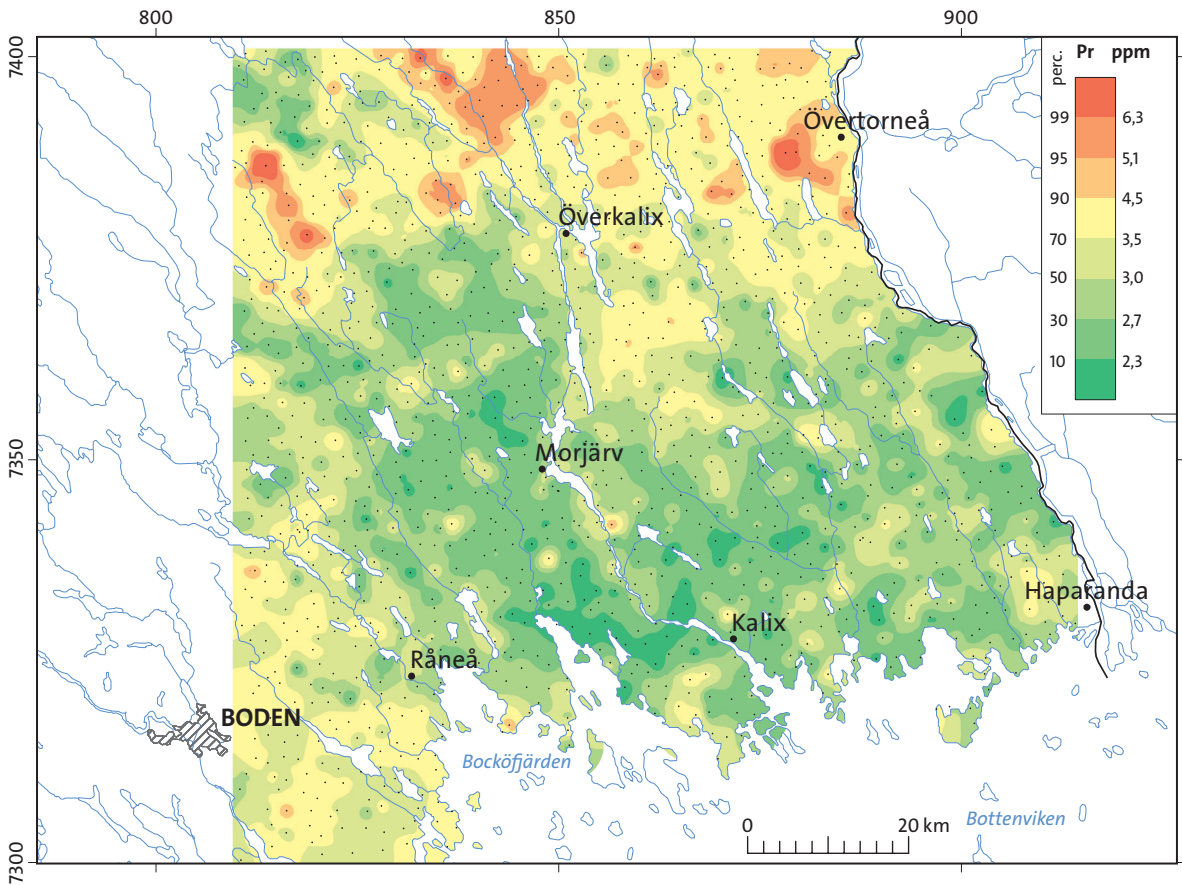 800 850 900
7400
7350
7300
perc. Pr ppm
99 6,3
95 5,1
90 4,5
70 3,5
50 3,0
30 2,7
10 2,3
Övertorneå
Överkalix
Morjärv
Haparanda
Kalix
Råneå
BODEN
Bocköfjärden
Bottenviken
0 20 km